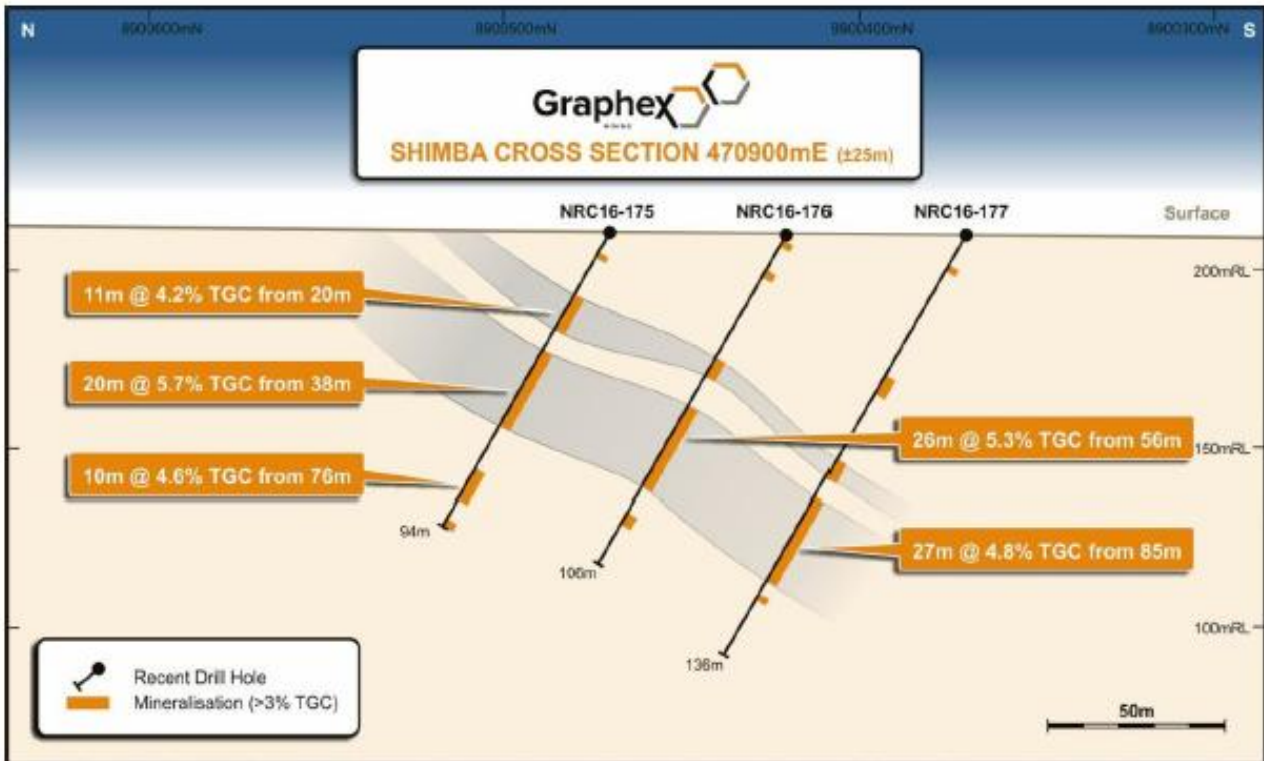 N 8900600mN 8900500mN 8900400mN 8900300mN S
Graphex
MINING
SHIMBA CROSS SECTION 470900mE (±25m)
NRC16-175 NRC16-176 NRC16-177 Surface
200mRL
11m @ 4.2% TGC from 20m
20m @ 5.7% TGC from 38m
26m @ 5.3% TGC from 56m
150mRL
10m @ 4.6% TGC from 76m
94m
27m @ 4.8% TGC from 85m
106m
100mRL
136m
Recent Drill Hole
Mineralisation (>3% TGC)
50m